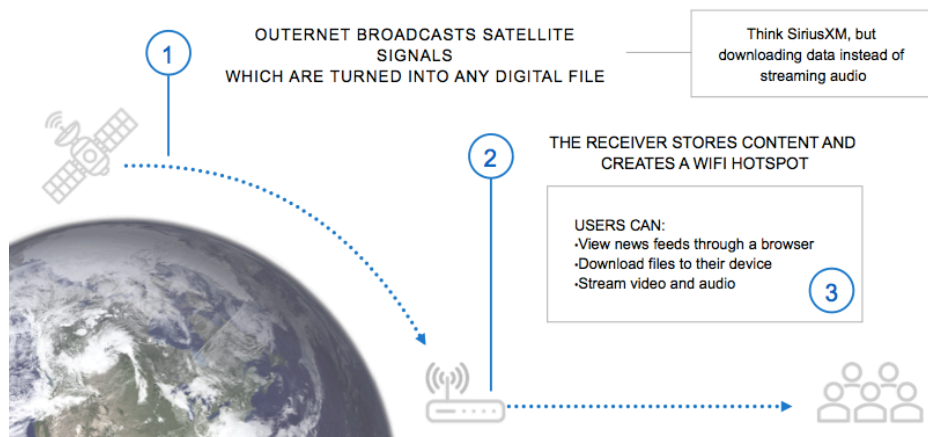 1
OUTERNET BROADCASTS SATELLITE
SIGNALS
WHICH ARE TURNED INTO ANY DIGITAL FILE
Think SiriusXM, but
downloading data instead of
streaming audio
2
THE RECEIVER STORES CONTENT AND
CREATES A WIFI HOTSPOT
USERS CAN:
•View news feeds through a browser
•Download files to their device
•Stream video and audio
3